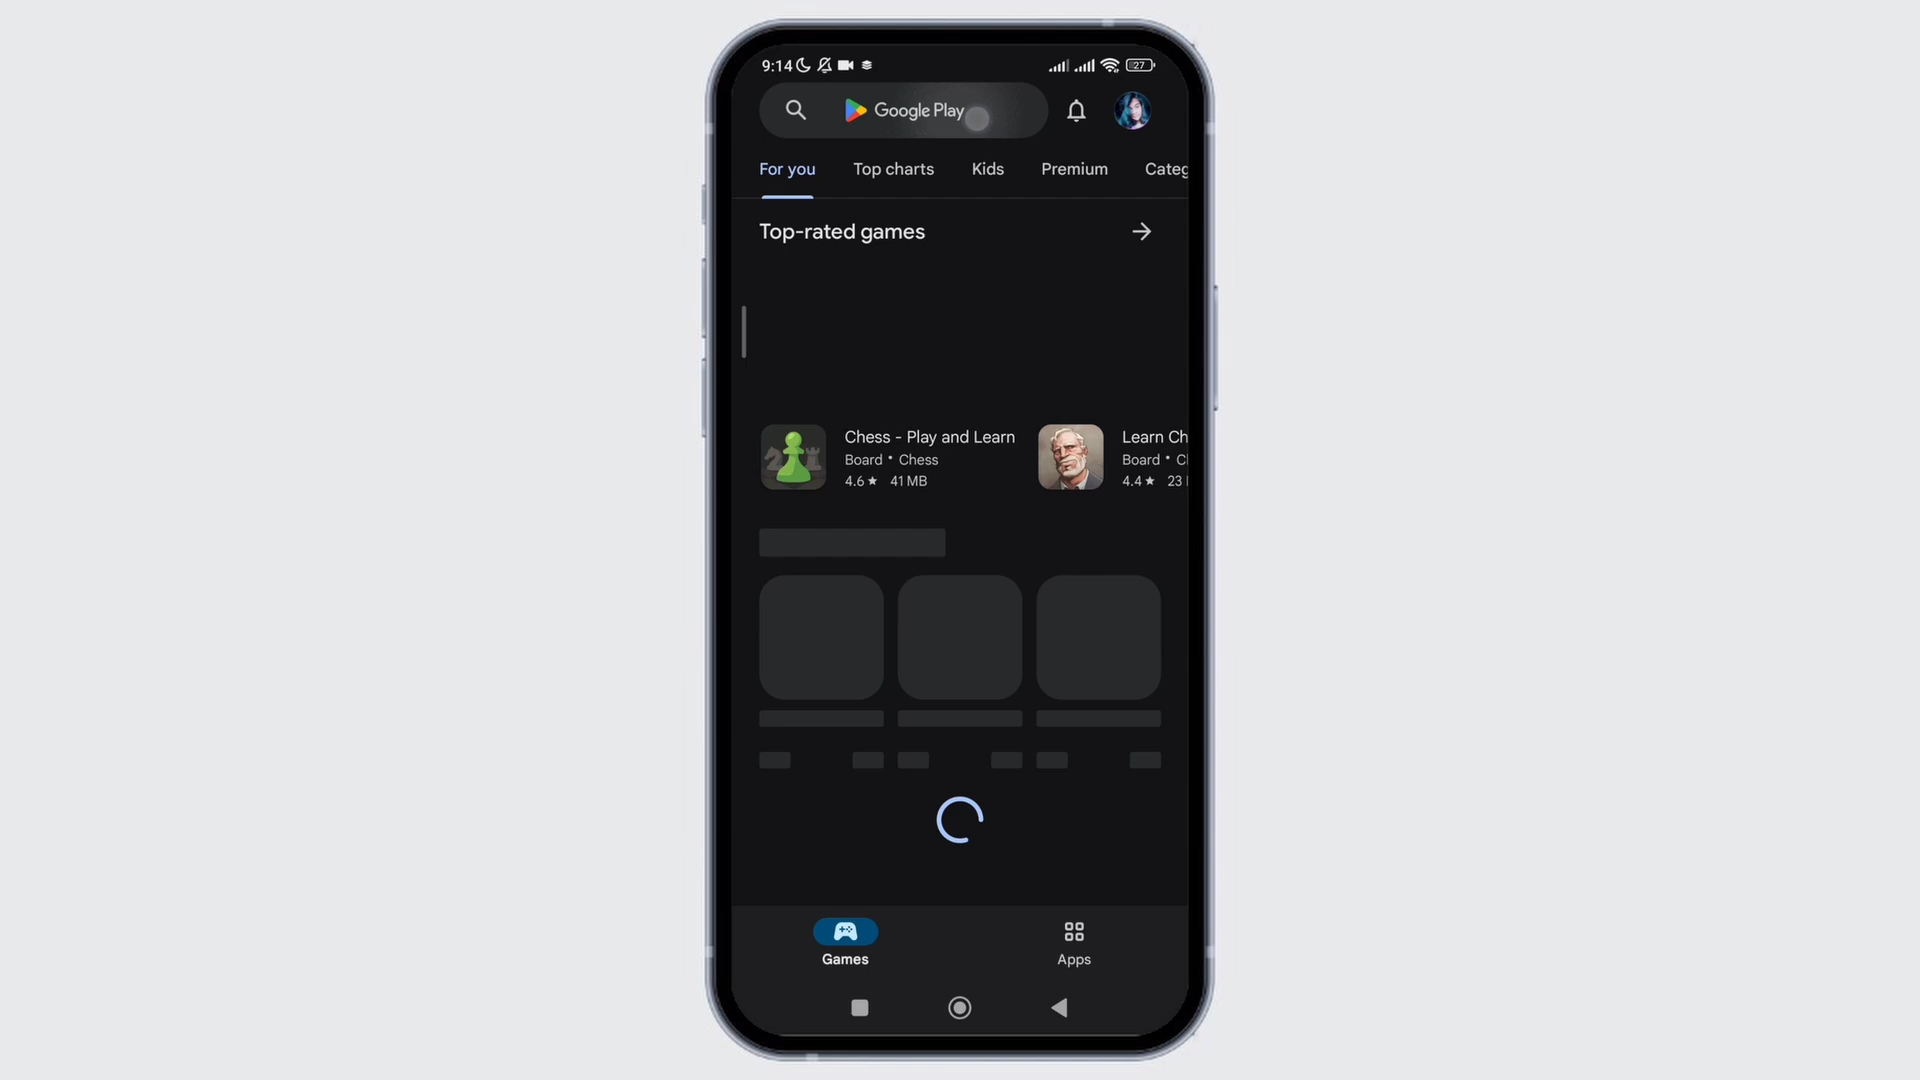 9:14
27
Google Play
For you Top charts Kids Premium Categ
Top-rated games
Chess - Play and Learn
Board • Chess
4.6 ★ 41 MB
Learn Ch
Board • C
4.4 ★ 23
Games
Apps